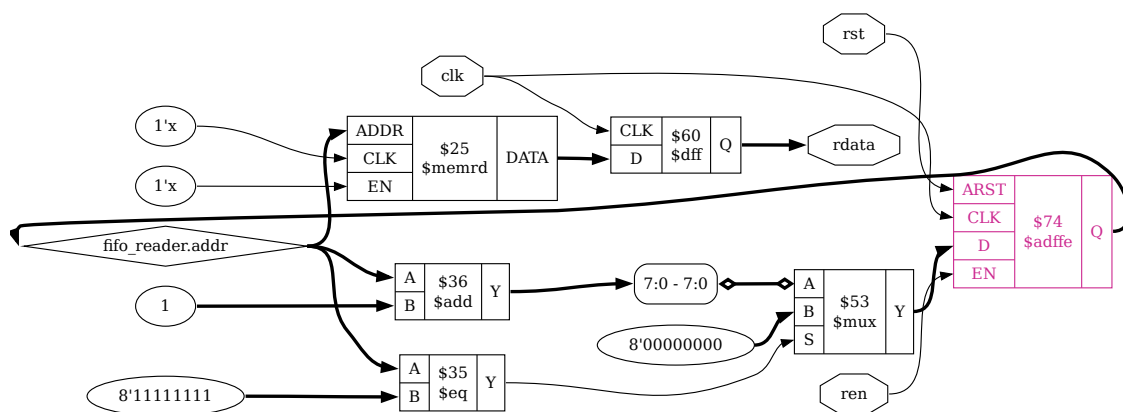 rst
clk
1'x
ADDR
CLK
EN
$25
$memrd
DATA
CLK
D
$60
$dff
Q
rdata
1'x
ARST
CLK
D
EN
$74
$adffe
Q
fifo_reader.addr
A
B
$36
$add
Y
7:0 - 7:0
1
A
B
S
$53
$mux
Y
8'00000000
A
B
$35
$eq
Y
8'11111111
ren